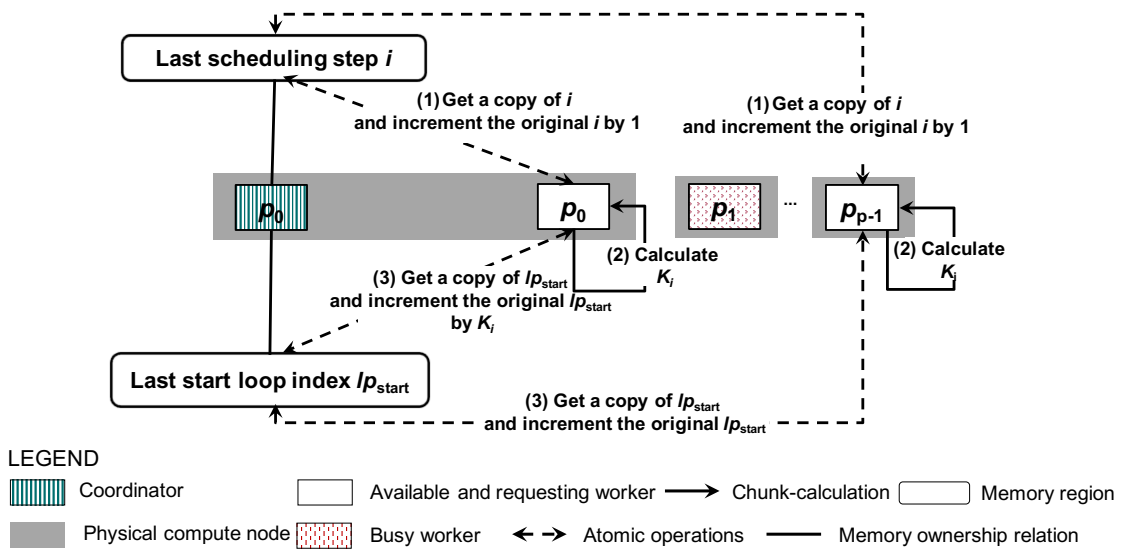 Last scheduling step i
(1) Get a copy of i
and increment the original i by 1
(1) Get a copy of i
and increment the original i by 1
p0
p0
p1
...
pp-1
(2) Calculate
Ki
(2) Calculate
Ki
(3) Get a copy of lpstart
and increment the original lpstart
by Ki
Last start loop index lpstart
(3) Get a copy of lpstart
and increment the original lpstart
LEGEND
Coordinator
Available and requesting worker
Chunk-calculation
Memory region
Physical compute node
Busy worker
Atomic operations
Memory ownership relation